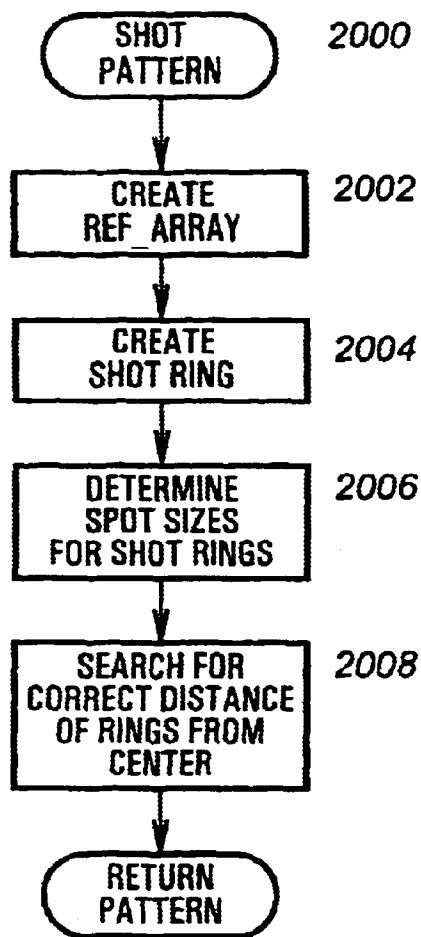 SHOT 2000
PATTERN
CREATE 2002
REF_ARRAY
CREATE 2004
SHOT RING
DETERMINE 2006
SPOT SIZES
FOR SHOT RINGS
SEARCH FOR 2008
CORRECT DISTANCE
OF RINGS FROM
CENTER
RETURN
PATTERN